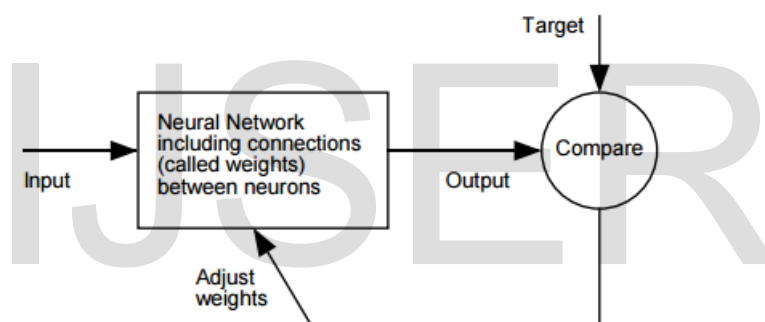 Target
Neural Network
including connections
(called weights)
between neurons
Compare
Input
Output
Adjust
weights
IJSER